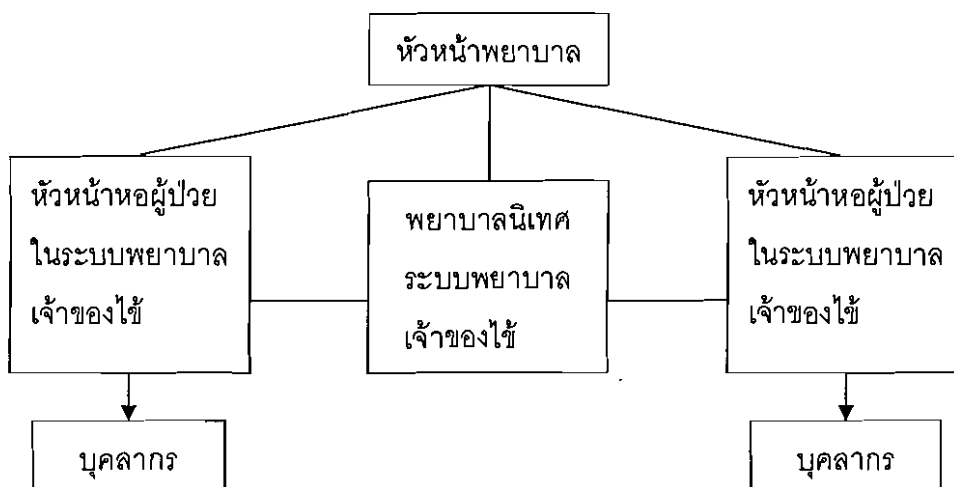 หัวหน้าพยาบาล
หัวหน้าหอผู้ป่วย
ในระบบพยาบาล
เจ้าของไข้
พยาบาลนิเทศ
ระบบพยาบาล
เจ้าของไข้
หัวหน้าหอผู้ป่วย
ในระบบพยาบาล
เจ้าของไข้
บุคลากร
บุคลากร